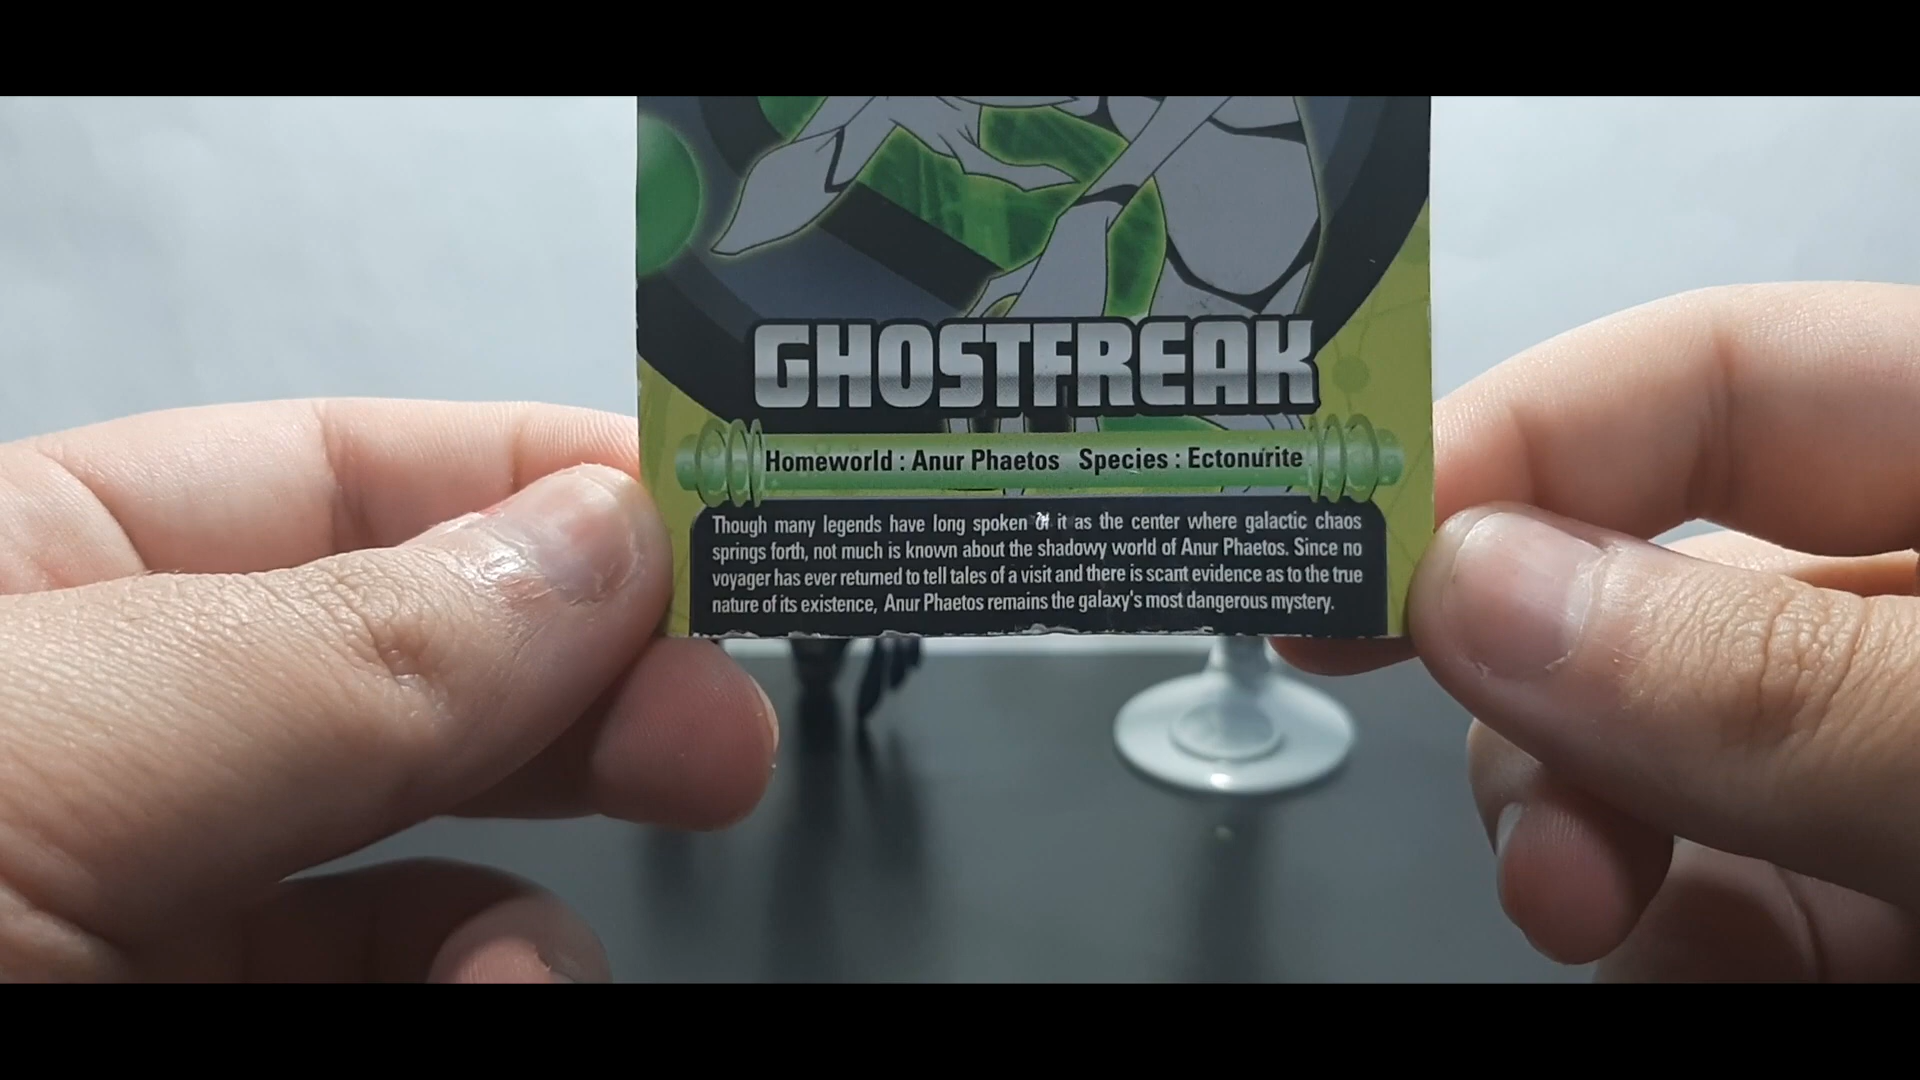 GHOSTFREAK
Homeworld : Anur Phaetos Species : Ectonurite
Though many legends have long spoken of it as the center where galactic chaos
springs forth, not much is known about the shadowy world of Anur Phaetos. Since no
voyager has ever returned to tell tales of a visit and there is scant evidence as to the true
nature of its existence, Anur Phaetos remains the galaxy's most dangerous mystery.